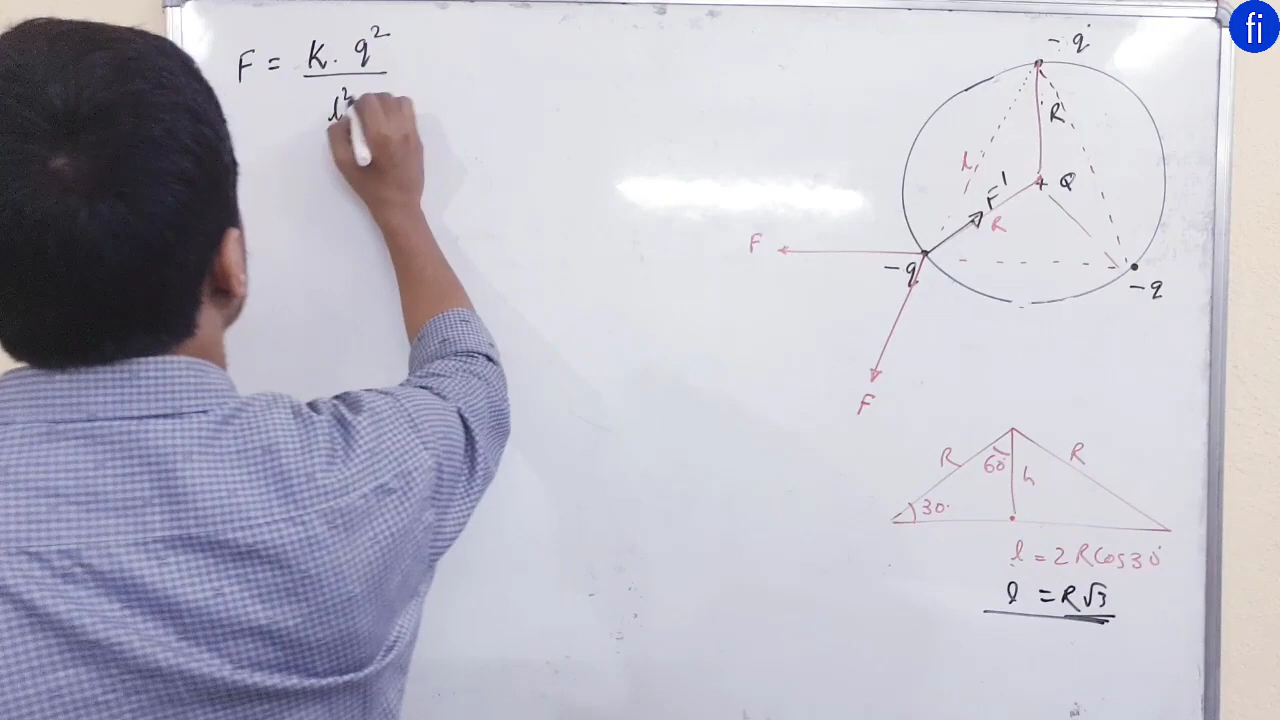 F = K. q²
l²
- q
R
l
+ Q
F'
R
F
- q
- q
F
R
R
60°
h
30°
l = 2 R Cos 30°
l = R√3
fi